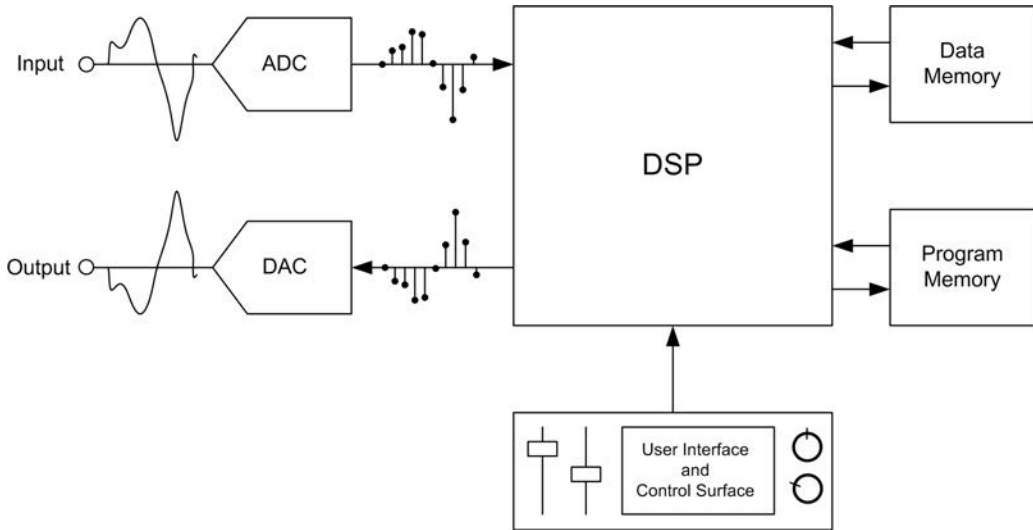 Input
ADC
DSP
Data
Memory
Output
DAC
Program
Memory
User Interface
and
Control Surface